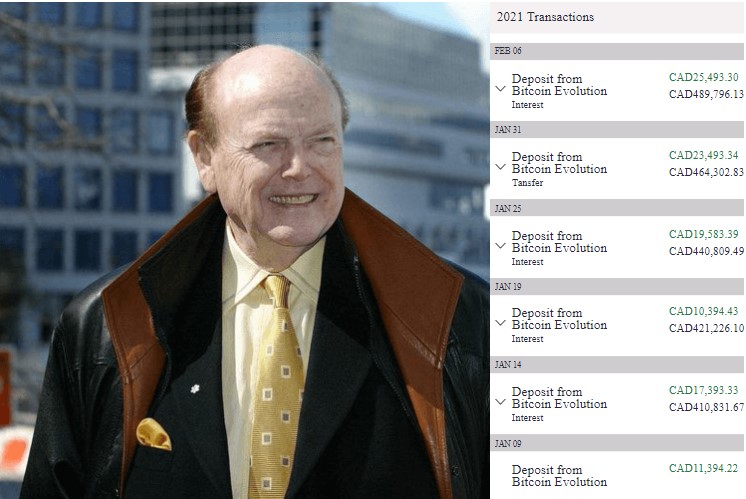 2021 Transactions
FEB 06
Deposit from
Bitcoin Evolution
Interest
CAD25,493.30
CAD489,796.13
JAN 31
Deposit from
Bitcoin Evolution
Tansfer
CAD23,493.34
CAD464,302.83
JAN 25
Deposit from
Bitcoin Evolution
Interest
CAD19,583.39
CAD440,809.49
JAN 19
Deposit from
Bitcoin Evolution
Interest
CAD10,394.43
CAD421,226.10
JAN 14
Deposit from
Bitcoin Evolution
Interest
CAD17,393.33
CAD410,831.67
JAN 09
Deposit from
Bitcoin Evolution
CAD11,394.22